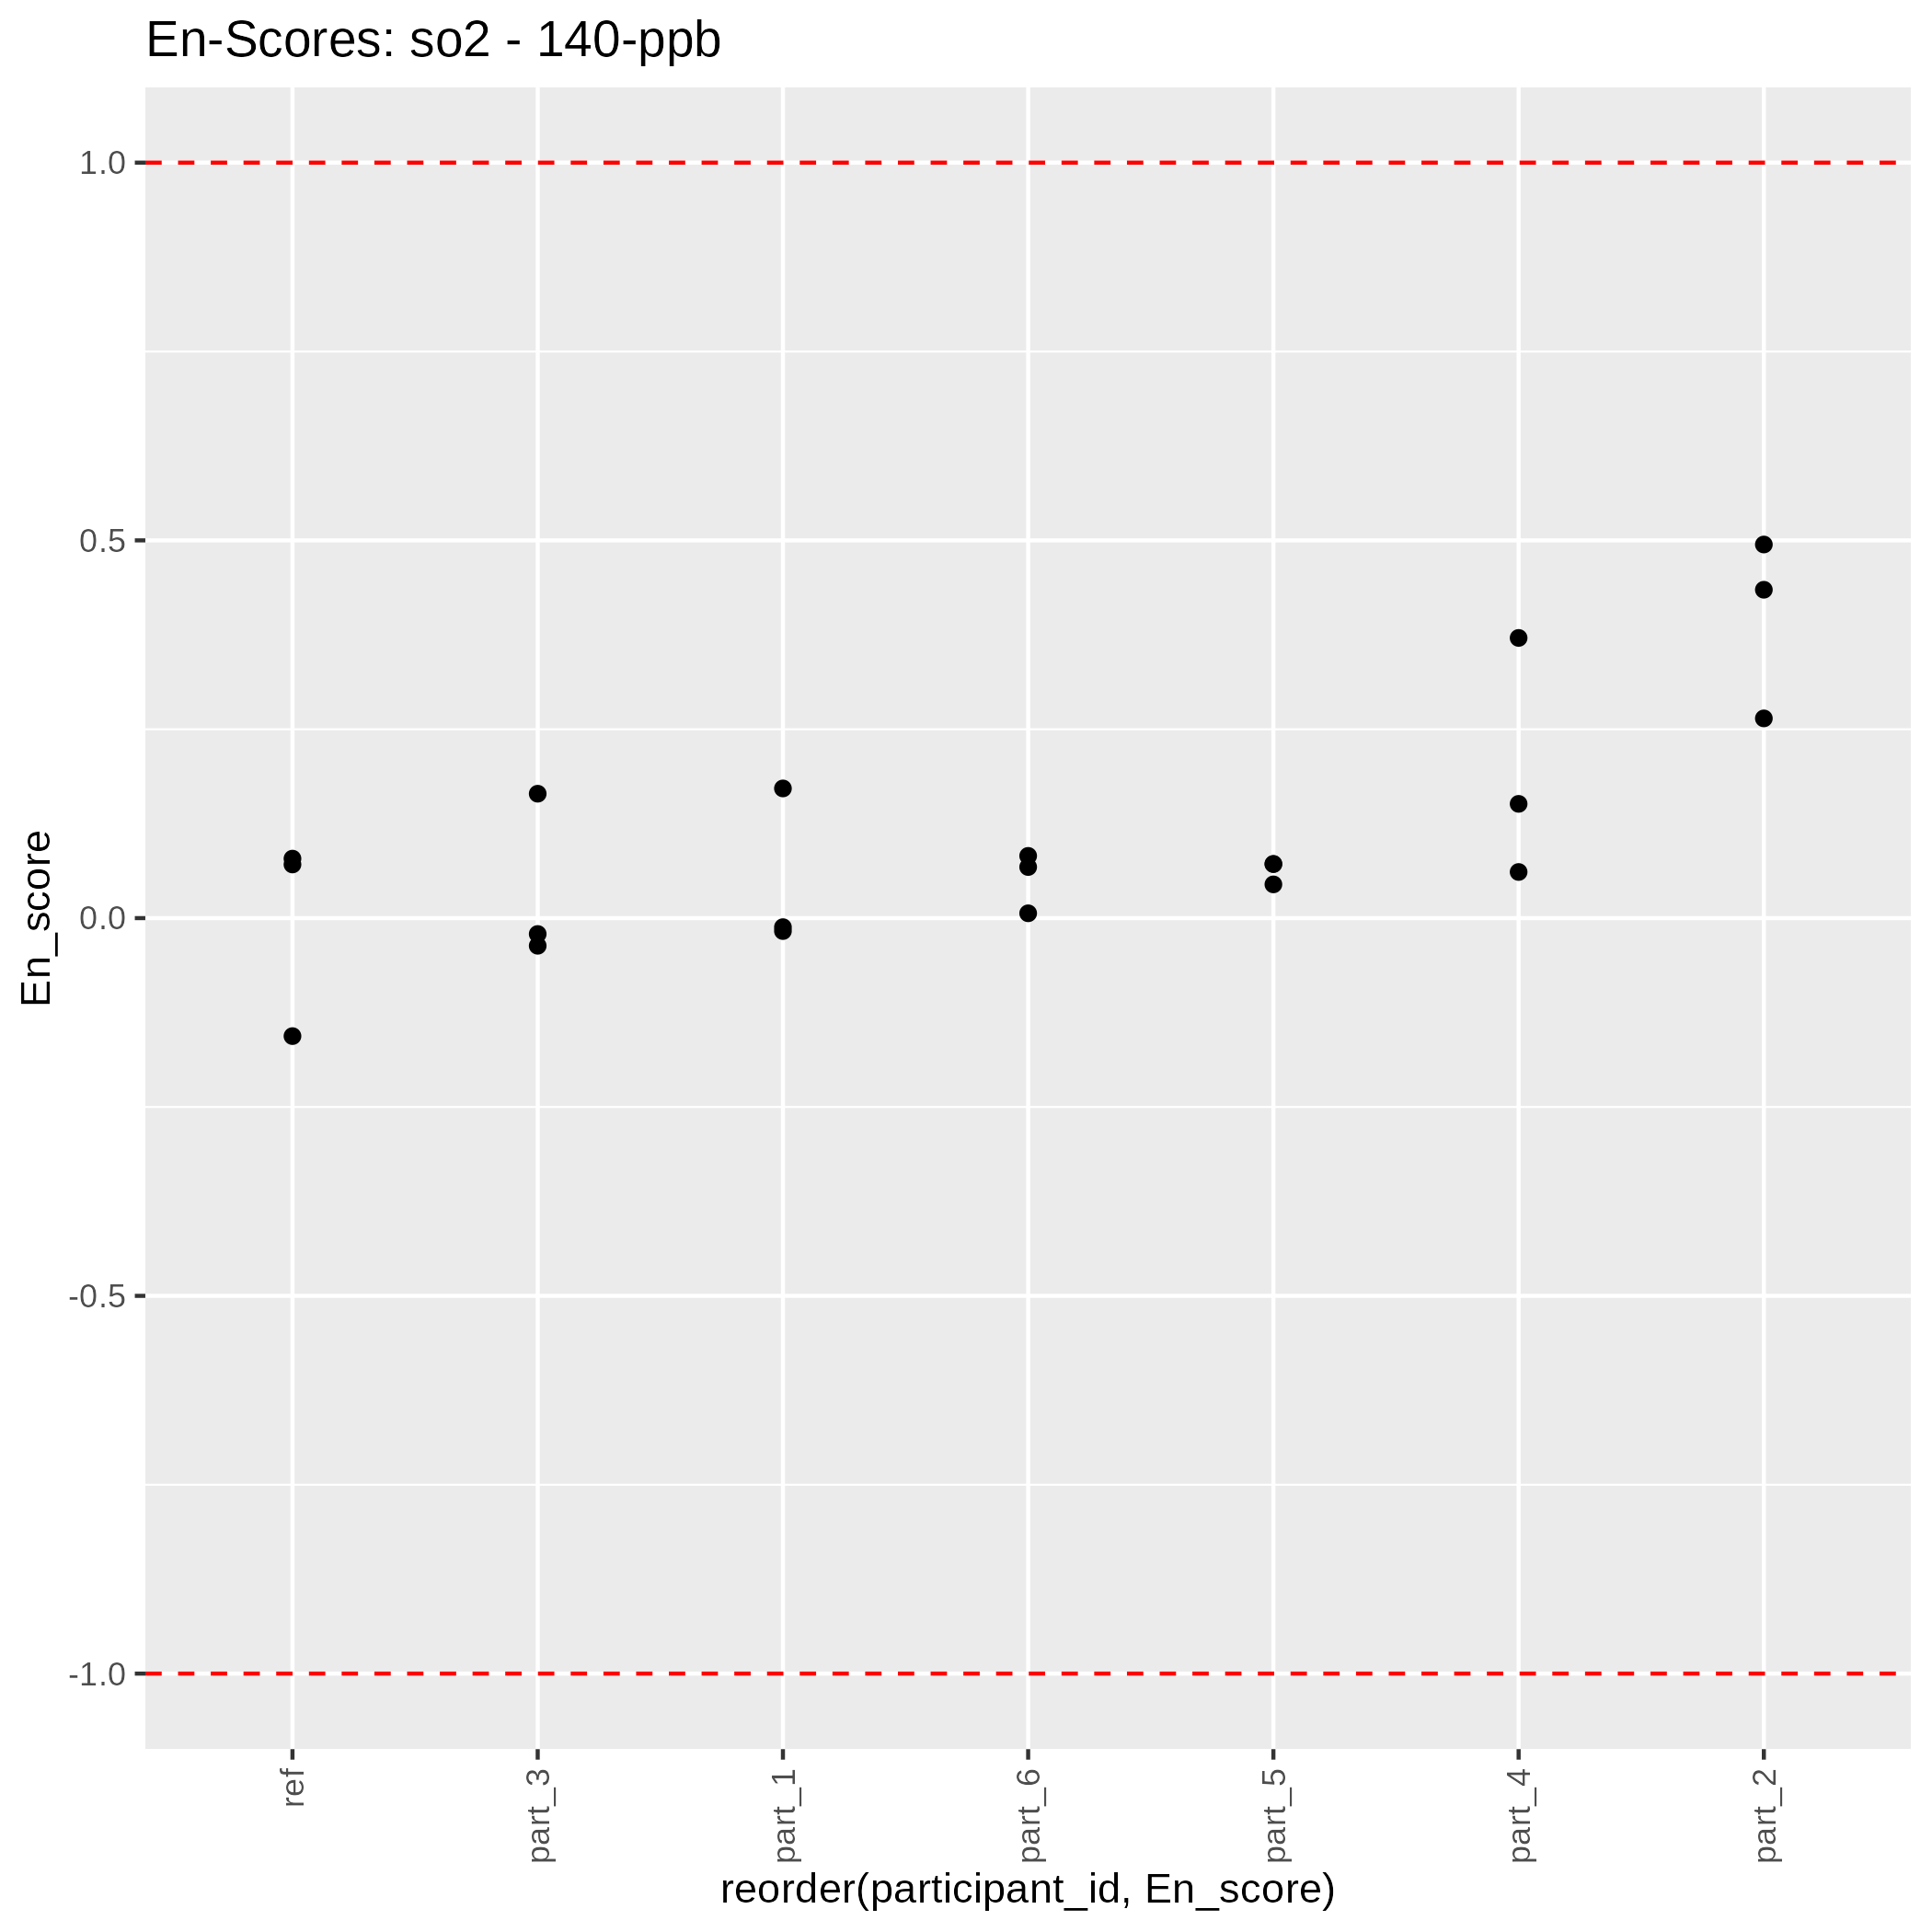 En-Scores: so2 - 140-ppb
1.0
0.5
0.0
-0.5
-1.0
En_score
ref
part_3
part_1
part_6
part_5
part_4
part_2
reorder(participant_id, En_score)